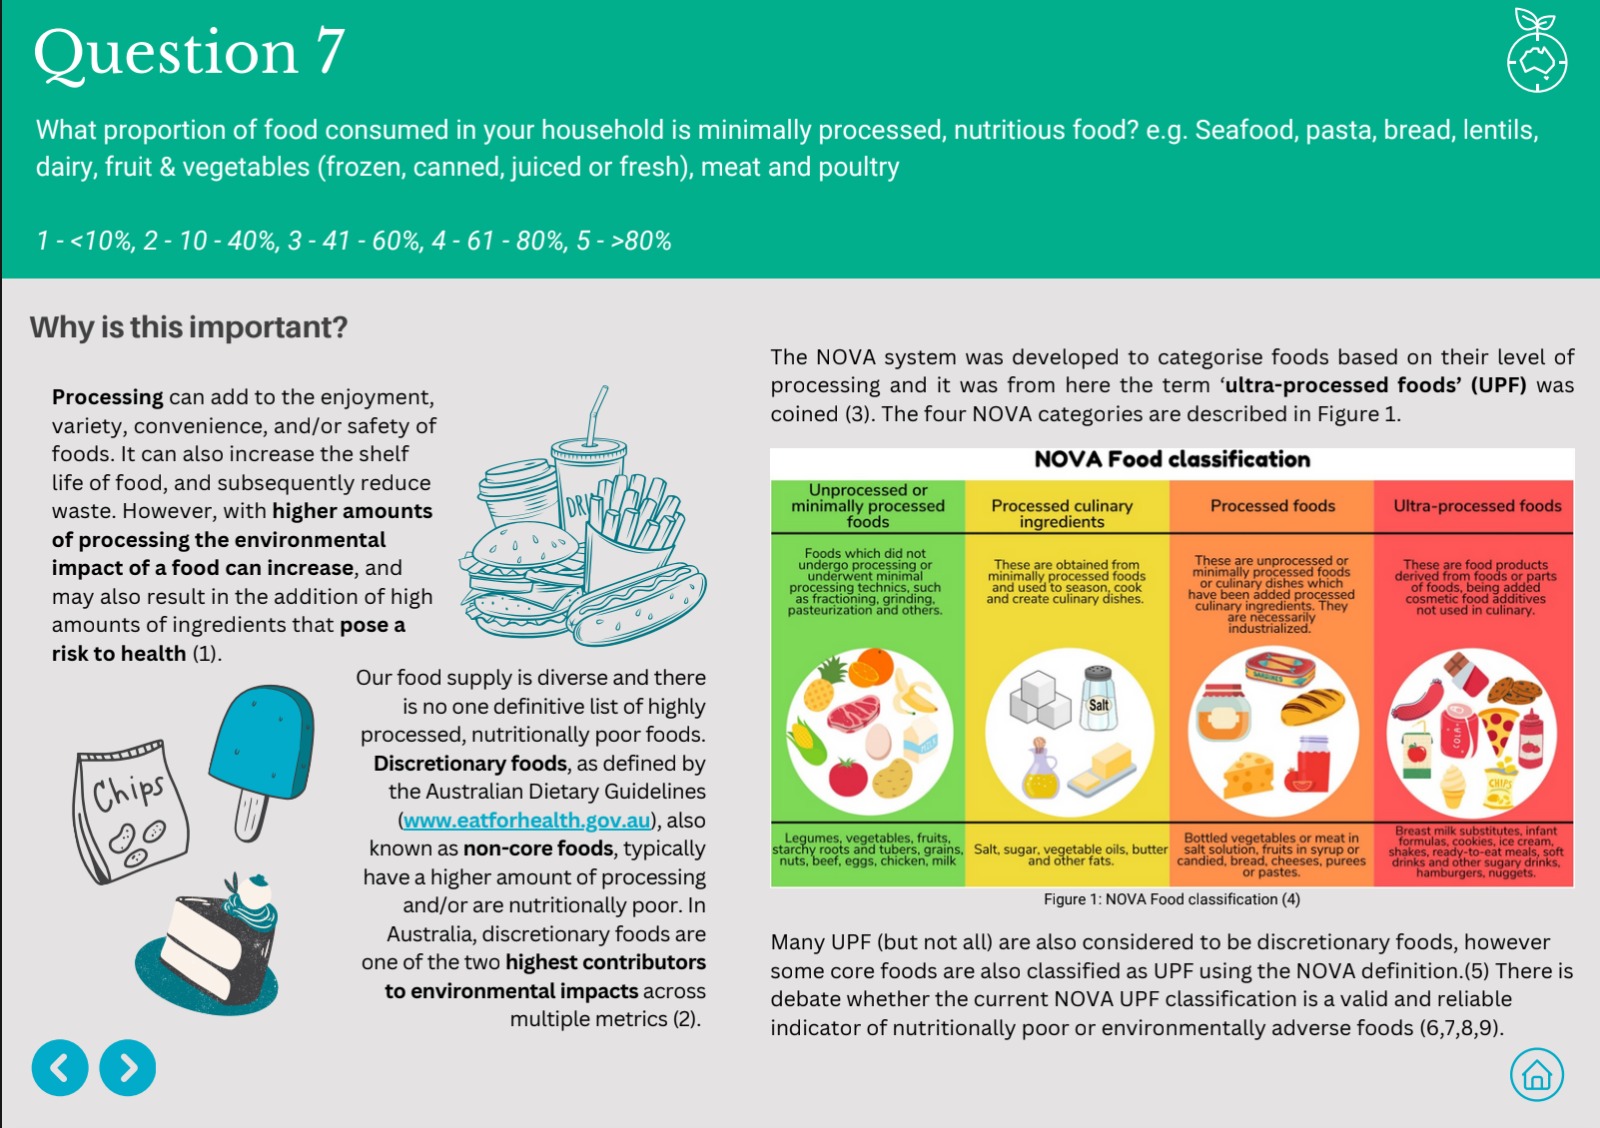 Question 7
What proportion of food consumed in your household is minimally processed, nutritious food? e.g. Seafood, pasta, bread, lentils,
dairy, fruit & vegetables (frozen, canned, juiced or fresh), meat and poultry
1 - <10%, 2 - 10 - 40%, 3 - 41 - 60%, 4 - 61 - 80%, 5 - >80%
Why is this important?
Processing can add to the enjoyment,
variety, convenience, and/or safety of
foods. It can also increase the shelf
life of food, and subsequently reduce
waste. However, with higher amounts
of processing the environmental
impact of a food can increase, and
may also result in the addition of high
amounts of ingredients that pose a
risk to health (1).
DRI
Chips
Our food supply is diverse and there
is no one definitive list of highly
processed, nutritionally poor foods.
Discretionary foods, as defined by
the Australian Dietary Guidelines
(www.eatforhealth.gov.au), also
known as non-core foods, typically
have a higher amount of processing
and/or are nutritionally poor. In
Australia, discretionary foods are
one of the two highest contributors
to environmental impacts across
multiple metrics (2).
The NOVA system was developed to categorise foods based on their level of
processing and it was from here the term ‘ultra-processed foods’ (UPF) was
coined (3). The four NOVA categories are described in Figure 1.
NOVA Food classification
Unprocessed or
minimally processed
foods
Foods which did not
undergo processing or
underwent minimal
processing technics, such
as fractioning, grinding,
pasteurization and others.
Legumes, vegetables, fruits,
starchy roots and tubers, grains,
nuts, beef, eggs, chicken, milk
Processed culinary
ingredients
These are obtained from
minimally processed foods
and used to season, cook
and create culinary dishes.
Salt
Salt, sugar, vegetable oils, butter
and other fats.
Processed foods
These are unprocessed or
minimally processed foods
or culinary dishes which
have been added processed
culinary ingredients. They
are necessarily
industrialized.
SARDINES
Bottled vegetables or meat in
salt solution, fruits in syrup or
candied, bread, cheeses, purees
or pastes.
Ultra-processed foods
These are food products
derived from foods or parts
of foods, being added
cosmetic food additives
not used in culinary.
COLA
CHIPS
Breast milk substitutes, infant
formulas, cookies, ice cream,
shakes, ready-to-eat meals, soft
drinks and other sugary drinks,
hamburgers, nuggets.
Figure 1: NOVA Food classification (4)
Many UPF (but not all) are also considered to be discretionary foods, however
some core foods are also classified as UPF using the NOVA definition.(5) There is
debate whether the current NOVA UPF classification is a valid and reliable
indicator of nutritionally poor or environmentally adverse foods (6,7,8,9).